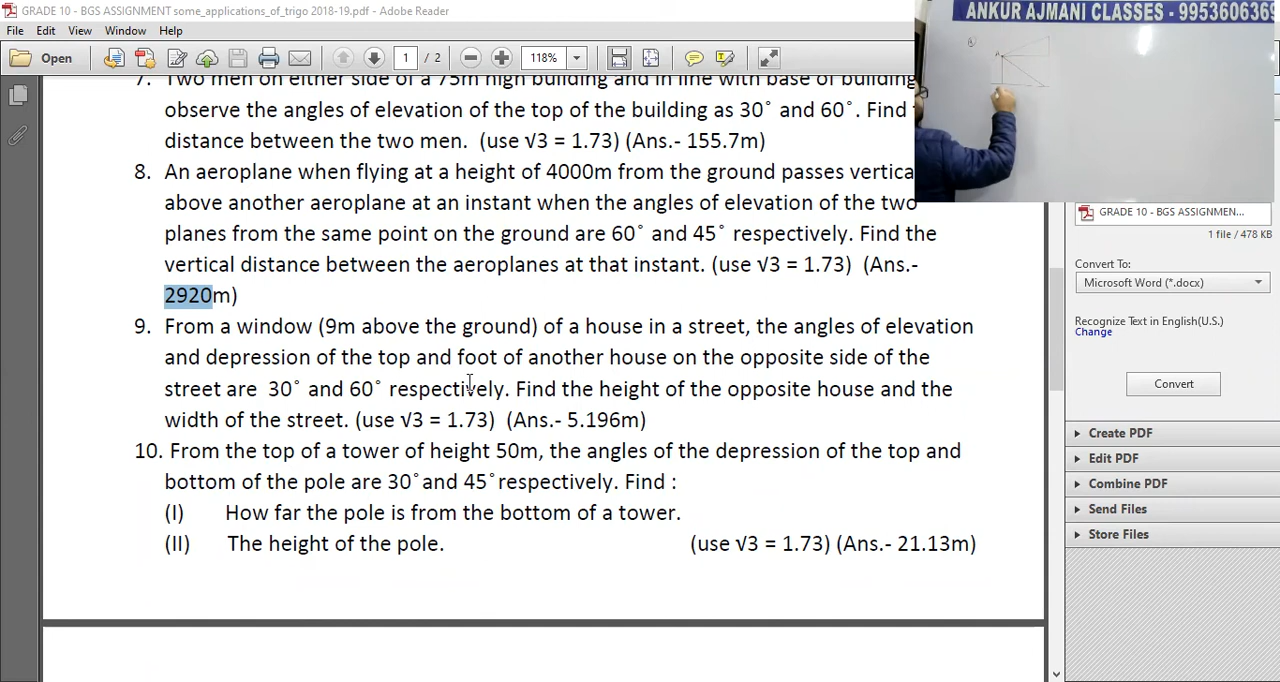 GRADE 10 - BGS ASSIGNMENT some_applications_of_trigo 2018-19.pdf - Adobe Reader
ANKUR AJMANI CLASSES - 9953606369
File Edit View Window Help
Open 1 / 2 118%
7. Two men on either side of a 75m high building and in line with base of building
observe the angles of elevation of the top of the building as 30˚ and 60˚. Find
distance between the two men. (use √3 = 1.73) (Ans.- 155.7m)
8. An aeroplane when flying at a height of 4000m from the ground passes vertica
above another aeroplane at an instant when the angles of elevation of the two
planes from the same point on the ground are 60˚ and 45˚ respectively. Find the
vertical distance between the aeroplanes at that instant. (use √3 = 1.73) (Ans.-
2920m)
9. From a window (9m above the ground) of a house in a street, the angles of elevation
and depression of the top and foot of another house on the opposite side of the
street are 30˚ and 60˚ respectively. Find the height of the opposite house and the
width of the street. (use √3 = 1.73) (Ans.- 5.196m)
10. From the top of a tower of height 50m, the angles of the depression of the top and
bottom of the pole are 30˚and 45˚respectively. Find :
(I) How far the pole is from the bottom of a tower.
(II) The height of the pole. (use √3 = 1.73) (Ans.- 21.13m)
GRADE 10 - BGS ASSIGNMEN...
1 file / 478 KB
Convert To:
Microsoft Word (*.docx)
Recognize Text in English(U.S.)
Change
Convert
Create PDF
Edit PDF
Combine PDF
Send Files
Store Files